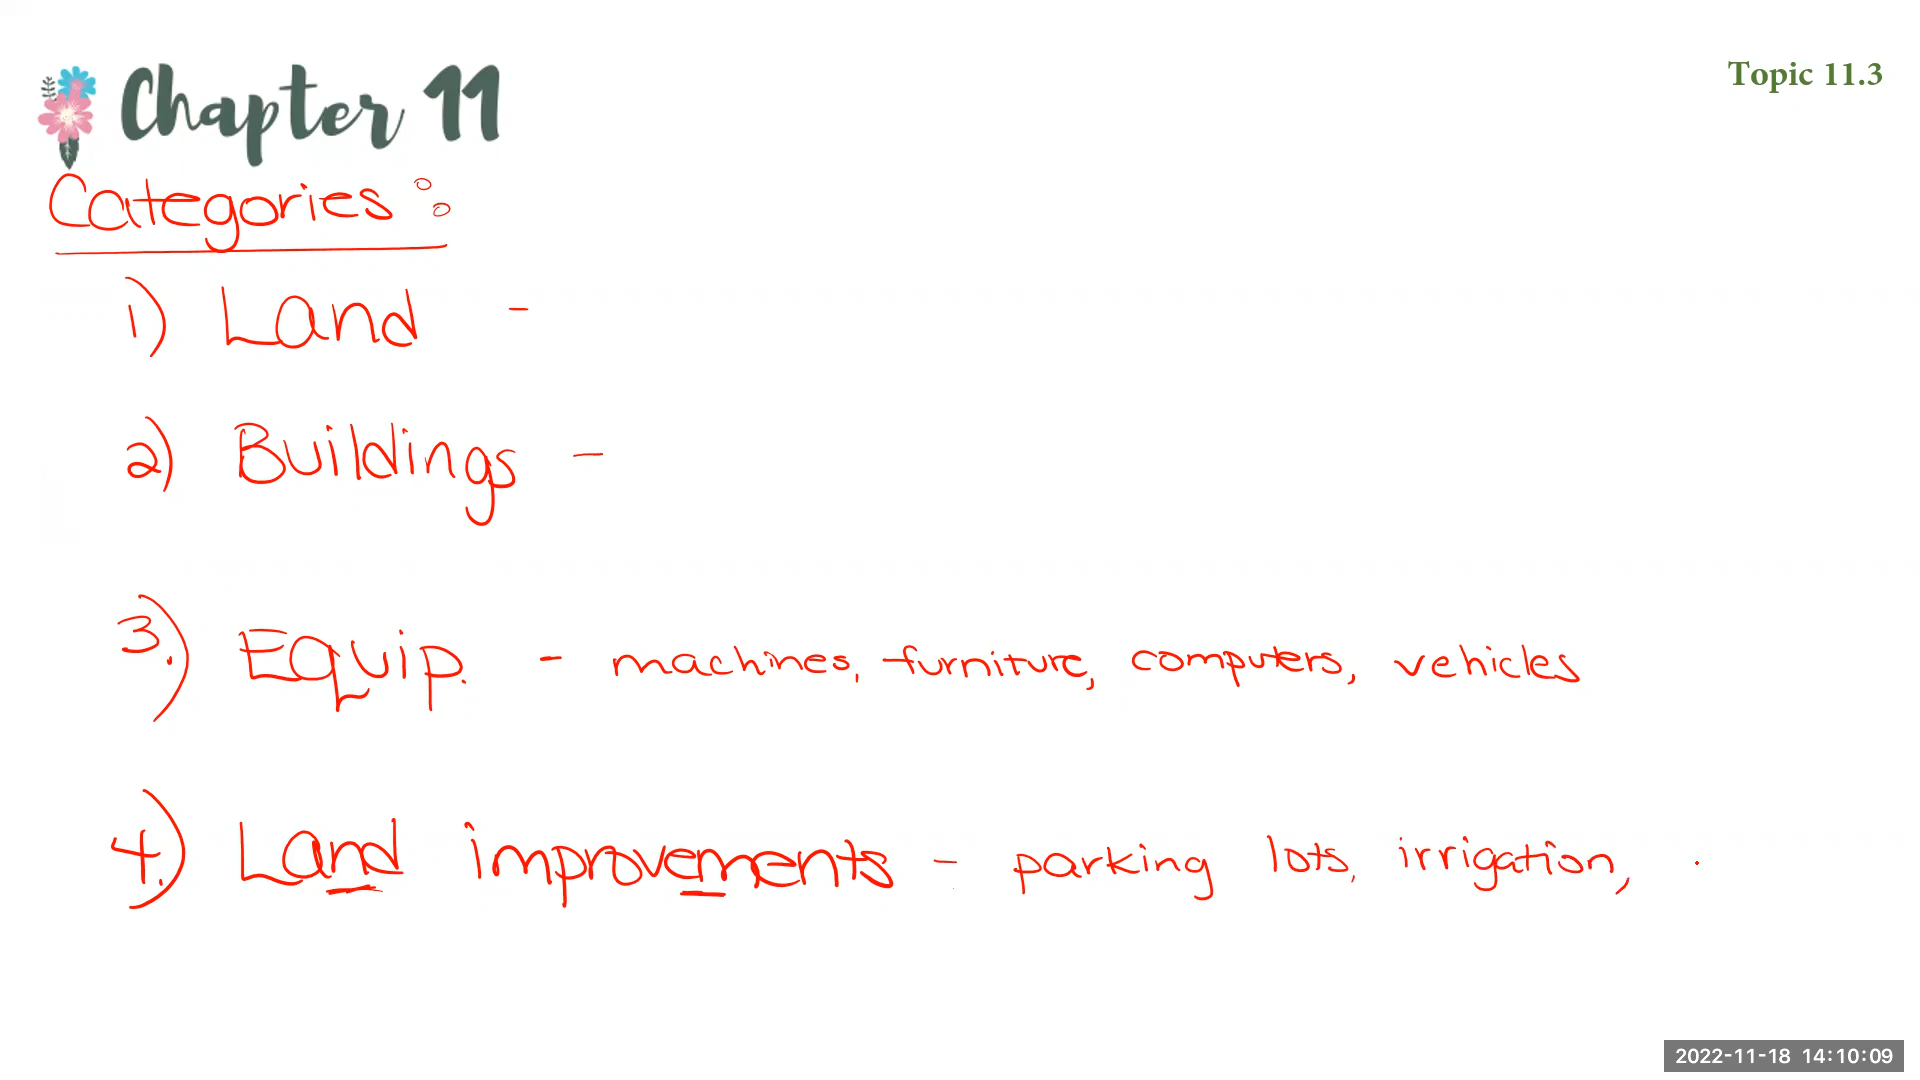 Chapter 11
Topic 11.3
Categories:
1) Land -
2) Buildings -
3.) Equip. - machines, furniture, computers, vehicles
4.) Land improvements - parking lots, irrigation,
2022-11-18 14:10:09